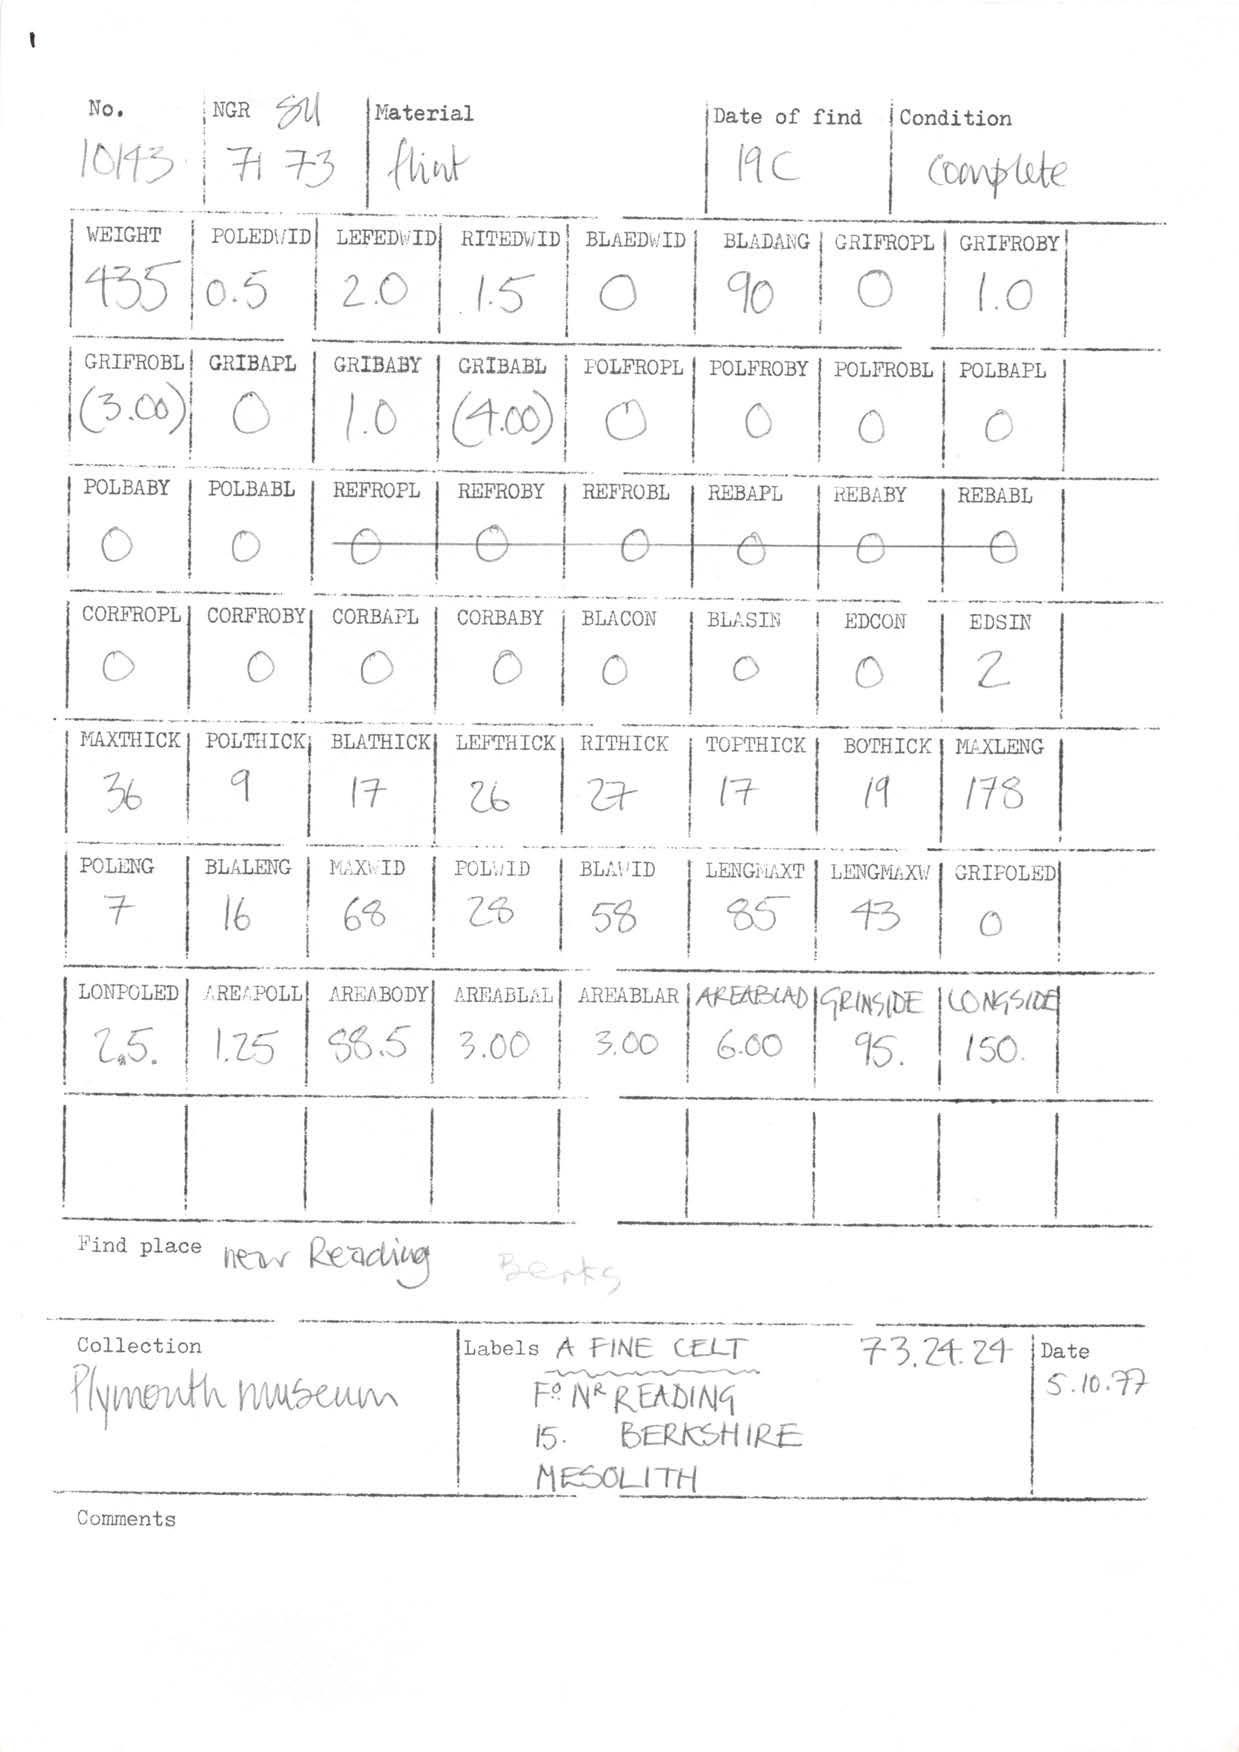 No. NGR SU Material Date of find Condition
10143 71 73 flint 19C complete
WEIGHT POLEDWID LEFEDWID RITEDWID BLAEDWID BLADANG GRIFROPL GRIFROBY
435 0.5 2.0 1.5 0 90 0 1.0
GRIFROBL GRIBAPL GRIBABY GRIBABL POLFROPL POLFROBY POLFROBL POLBAPL
(3.00) 0 1.0 (4.00) 0 0 0 0
POLBABY POLBABL REFROPL REFROBY REFROBL REBAPL REBABY REBABL
0 0 0 0 0 0 0 0
CORFROPL CORFROBY CORBAPL CORBABY BLACON BLASIN EDCON EDSIN
0 0 0 0 0 0 0 2
MAXTHICK POLTHICK BLATHICK LEFTHICK RITHICK TOPTHICK BOTHICK MAXLENG
36 9 17 26 27 17 19 178
POLENG BLALENG MAXWID POLWID BLAWID LENGMAXT LENGMAXW GRIPOLED
7 16 68 28 58 85 43 0
LONPOLED AREAPOLL AREABODY AREABLAL AREABLAR AREABLAD GRINSIDE LONGSIDE
2.5. 1.25 88.5 3.00 3.00 6.00 95. 150.
Find place near Reading Berks
Collection Labels A FINE CELT 73.24.24 Date
Plymouth museum Fo NR READING 5.10.77
15. BERKSHIRE
MESOLITH
Comments